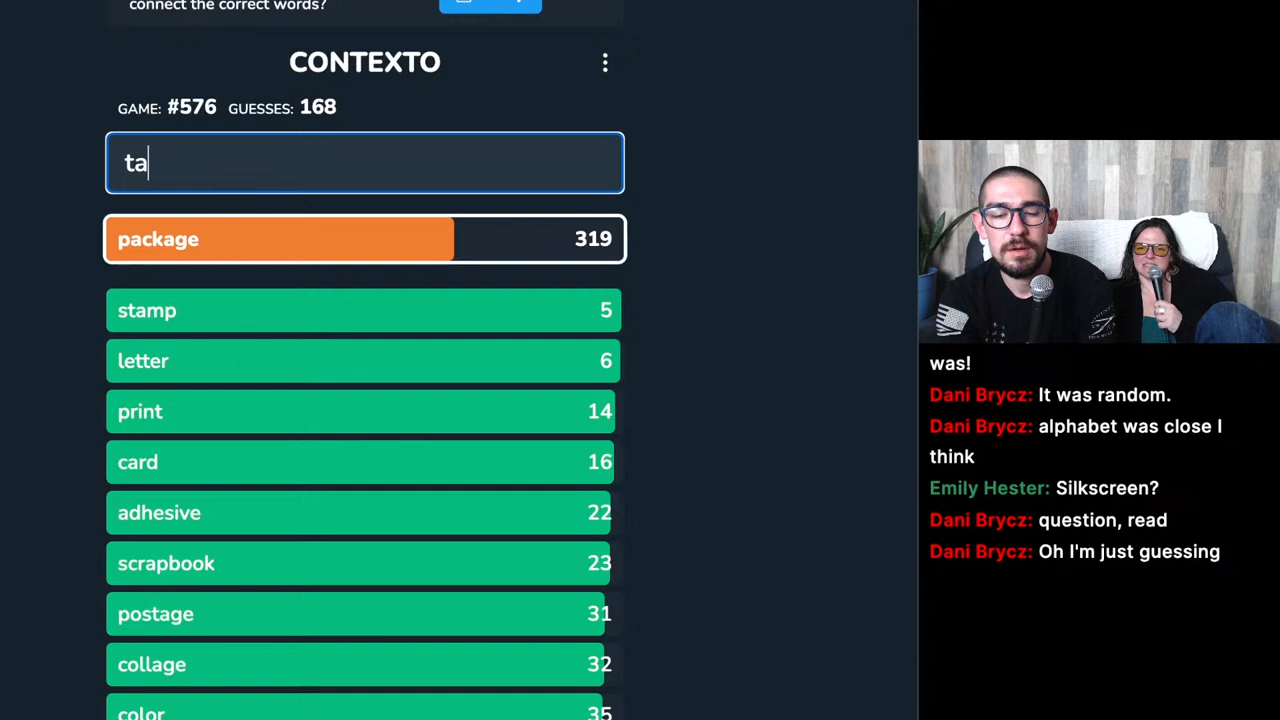 connect the correct words?
CONTEXTO
GAME: #576 GUESSES: 168
ta
package 319
stamp 5
letter 6
print 14
card 16
adhesive 22
scrapbook 23
postage 31
collage 32
color 35
was!
Dani Brycz: It was random.
Dani Brycz: alphabet was close I
think
Emily Hester: Silkscreen?
Dani Brycz: question, read
Dani Brycz: Oh I'm just guessing